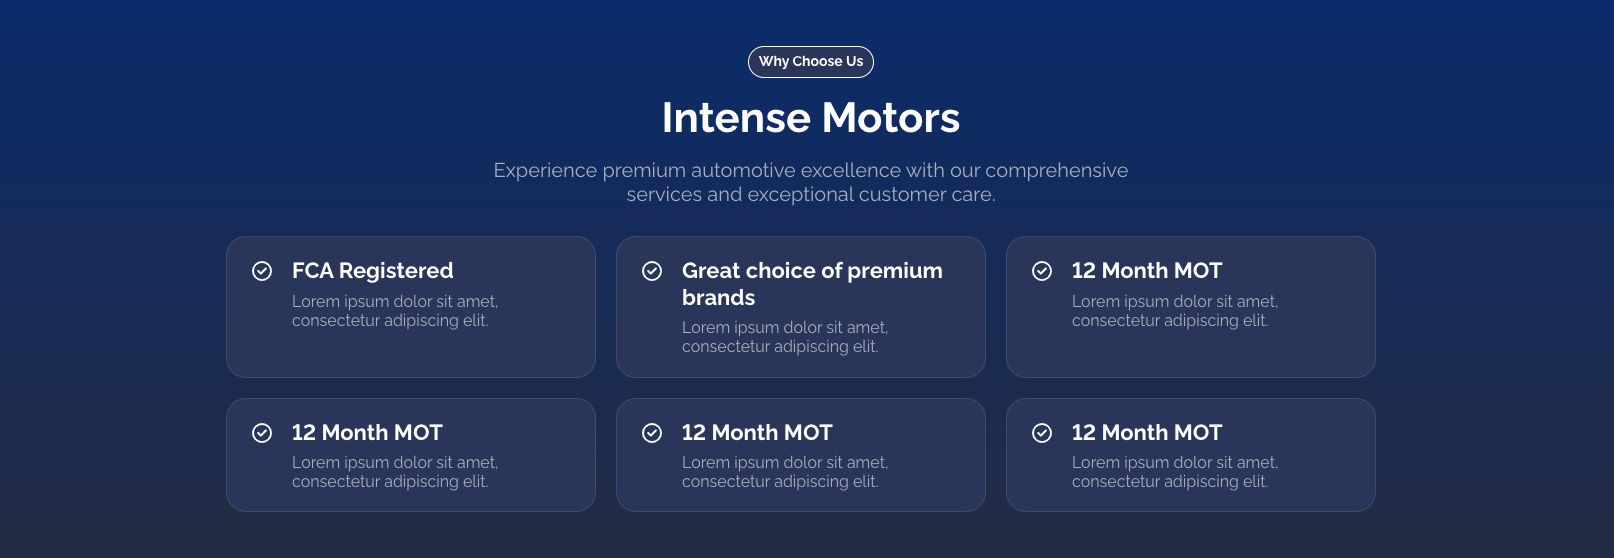 Why Choose Us
Intense Motors
Experience premium automotive excellence with our comprehensive
services and exceptional customer care.
FCA Registered
Lorem ipsum dolor sit amet,
consectetur adipiscing elit.
Great choice of premium
brands
Lorem ipsum dolor sit amet,
consectetur adipiscing elit.
12 Month MOT
Lorem ipsum dolor sit amet,
consectetur adipiscing elit.
12 Month MOT
Lorem ipsum dolor sit amet,
consectetur adipiscing elit.
12 Month MOT
Lorem ipsum dolor sit amet,
consectetur adipiscing elit.
12 Month MOT
Lorem ipsum dolor sit amet,
consectetur adipiscing elit.